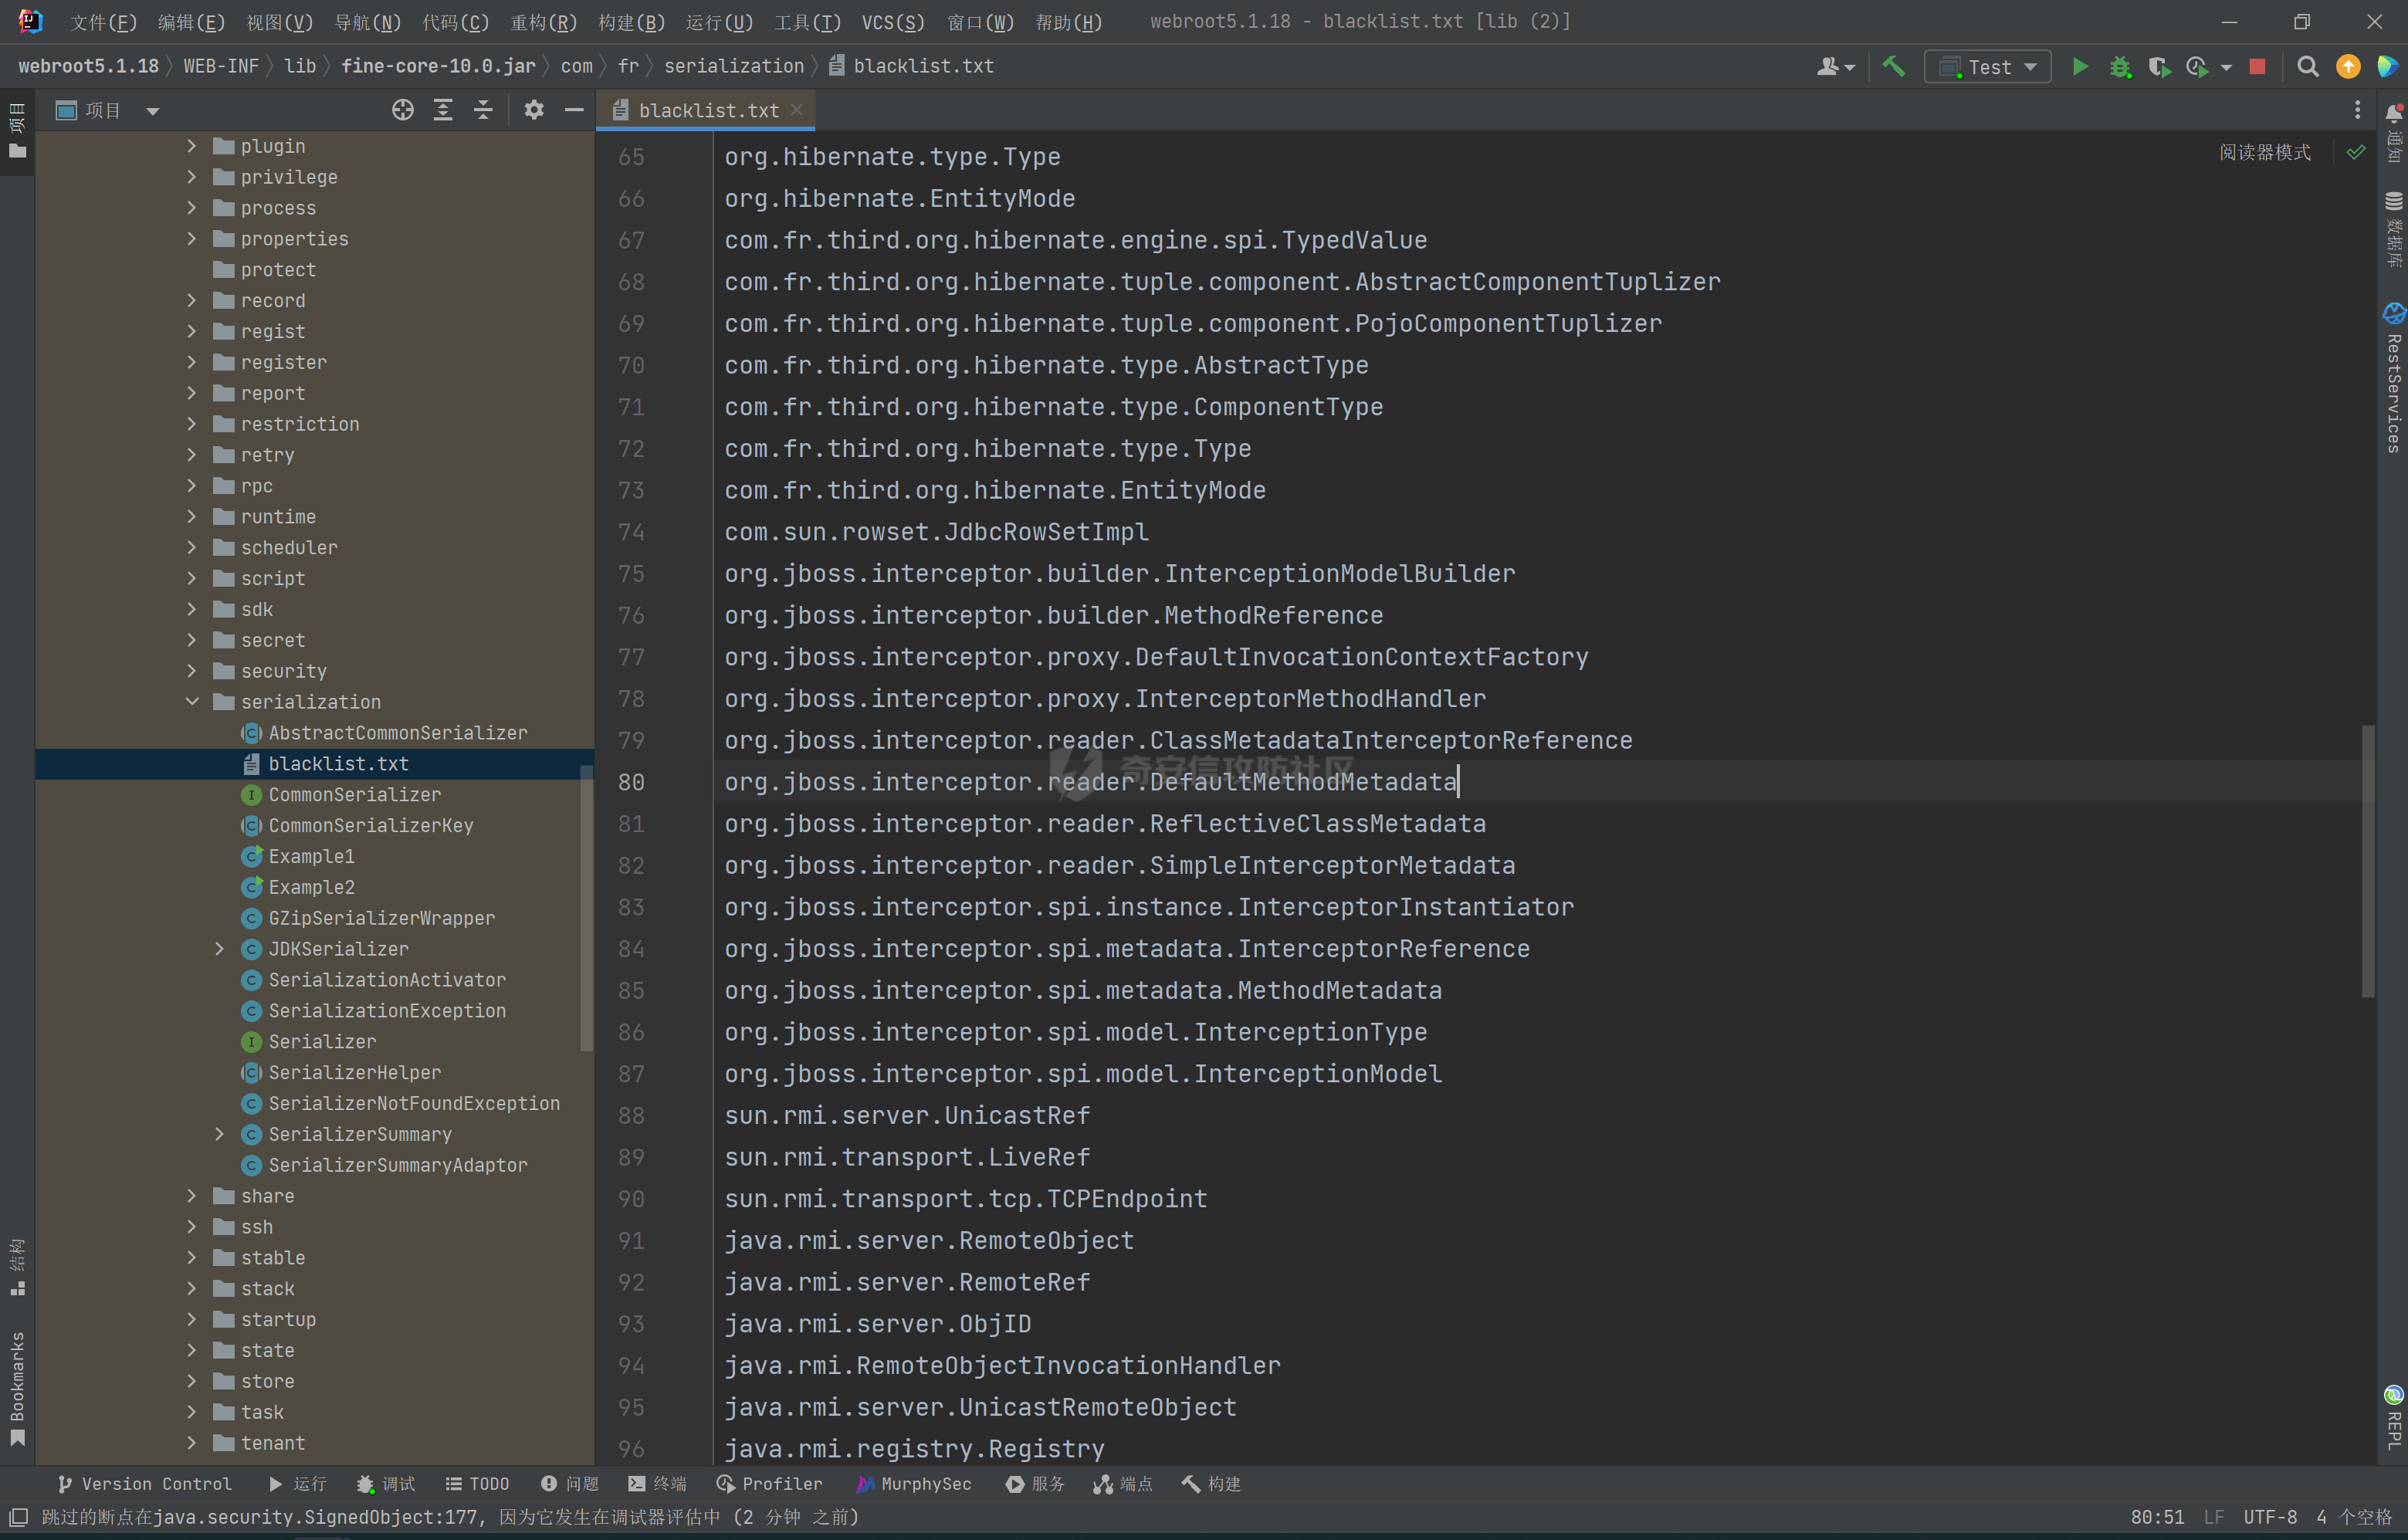 文件(F) 编辑(E) 视图(V) 导航(N) 代码(C) 重构(R) 构建(B) 运行(U) 工具(T) VCS(S) 窗口(W) 帮助(H) webroot5.1.18 - blacklist.txt [lib (2)]
webroot5.1.18 WEB-INF lib fine-core-10.0.jar com fr serialization blacklist.txt Test
项目
项目
结构
Bookmarks
plugin
privilege
process
properties
protect
record
regist
register
report
restriction
retry
rpc
runtime
scheduler
script
sdk
secret
security
serialization
AbstractCommonSerializer
blacklist.txt
CommonSerializer
CommonSerializerKey
Example1
Example2
GZipSerializerWrapper
JDKSerializer
SerializationActivator
SerializationException
Serializer
SerializerHelper
SerializerNotFoundException
SerializerSummary
SerializerSummaryAdaptor
share
ssh
stable
stack
startup
state
store
task
tenant
blacklist.txt
阅读器模式
65 org.hibernate.type.Type
66 org.hibernate.EntityMode
67 com.fr.third.org.hibernate.engine.spi.TypedValue
68 com.fr.third.org.hibernate.tuple.component.AbstractComponentTuplizer
69 com.fr.third.org.hibernate.tuple.component.PojoComponentTuplizer
70 com.fr.third.org.hibernate.type.AbstractType
71 com.fr.third.org.hibernate.type.ComponentType
72 com.fr.third.org.hibernate.type.Type
73 com.fr.third.org.hibernate.EntityMode
74 com.sun.rowset.JdbcRowSetImpl
75 org.jboss.interceptor.builder.InterceptionModelBuilder
76 org.jboss.interceptor.builder.MethodReference
77 org.jboss.interceptor.proxy.DefaultInvocationContextFactory
78 org.jboss.interceptor.proxy.InterceptorMethodHandler
79 org.jboss.interceptor.reader.ClassMetadataInterceptorReference
80 org.jboss.interceptor.reader.DefaultMethodMetadata
81 org.jboss.interceptor.reader.ReflectiveClassMetadata
82 org.jboss.interceptor.reader.SimpleInterceptorMetadata
83 org.jboss.interceptor.spi.instance.InterceptorInstantiator
84 org.jboss.interceptor.spi.metadata.InterceptorReference
85 org.jboss.interceptor.spi.metadata.MethodMetadata
86 org.jboss.interceptor.spi.model.InterceptionType
87 org.jboss.interceptor.spi.model.InterceptionModel
88 sun.rmi.server.UnicastRef
89 sun.rmi.transport.LiveRef
90 sun.rmi.transport.tcp.TCPEndpoint
91 java.rmi.server.RemoteObject
92 java.rmi.server.RemoteRef
93 java.rmi.server.ObjID
94 java.rmi.RemoteObjectInvocationHandler
95 java.rmi.server.UnicastRemoteObject
96 java.rmi.registry.Registry
奇安信攻防社区
通知
数据库
RestServices
REPL
Version Control 运行 调试 TODO 问题 终端 Profiler MurphySec 服务 端点 构建
跳过的断点在java.security.SignedObject:177, 因为它发生在调试器评估中 (2 分钟 之前) 80:51 LF UTF-8 4 个空格